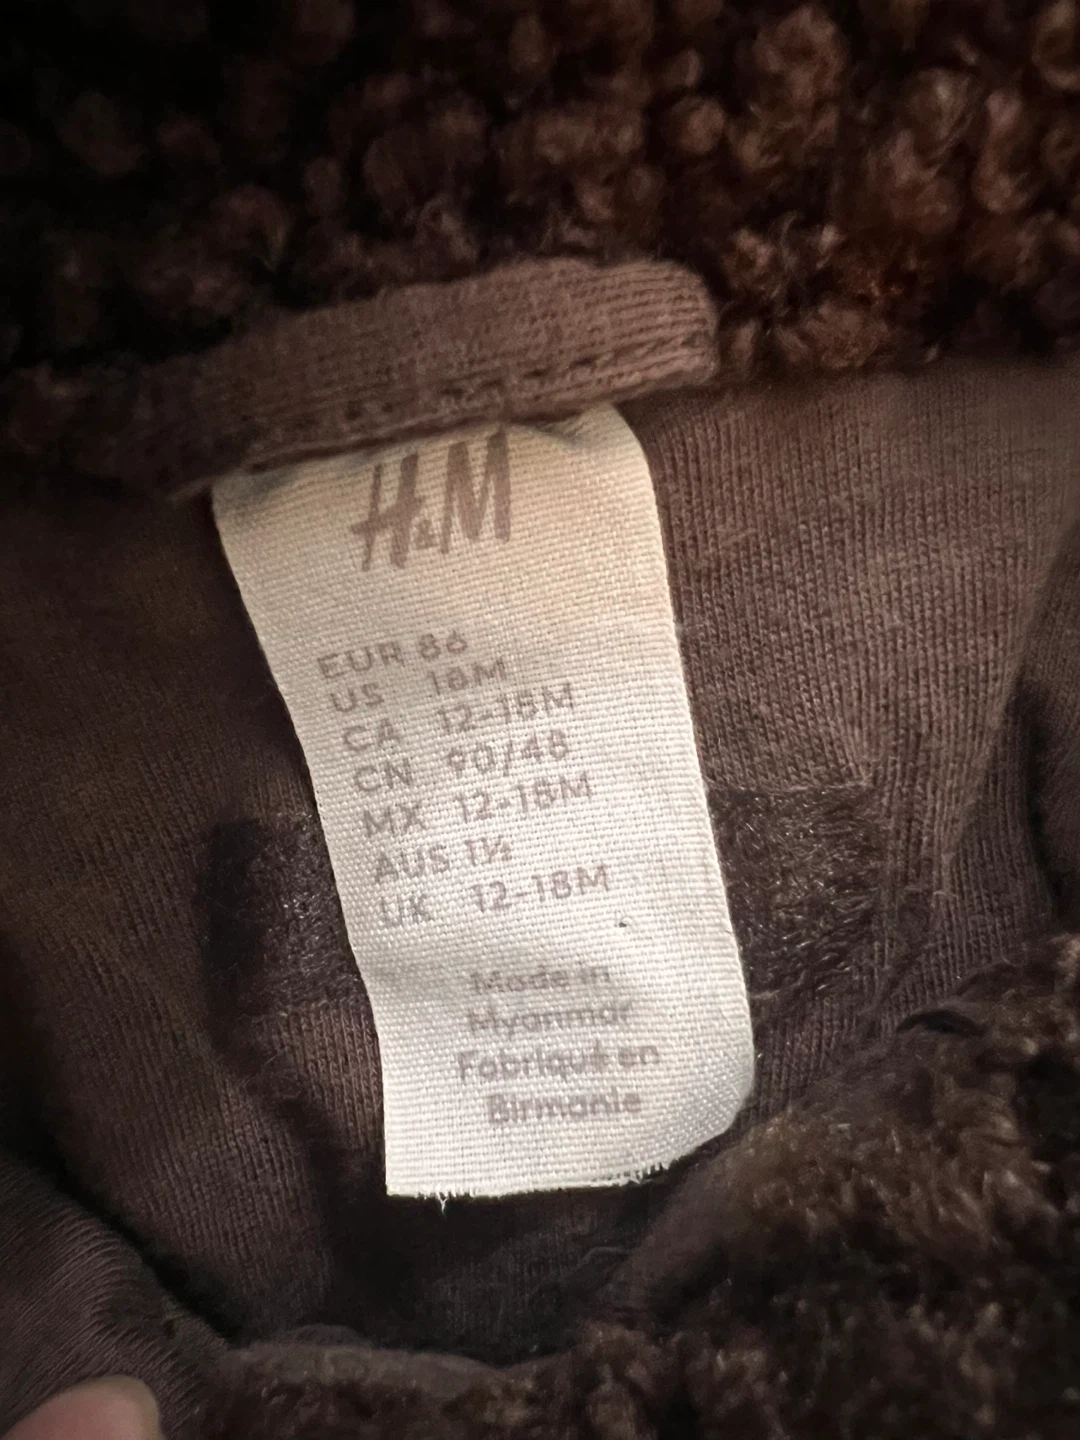 H&M
EUR 86
US 18M
CA 12-18M
CN 90/48
MX 12-18M
AUS 1½
UK 12-18M
Made in
Myanmar
Fabriqué en
Birmanie